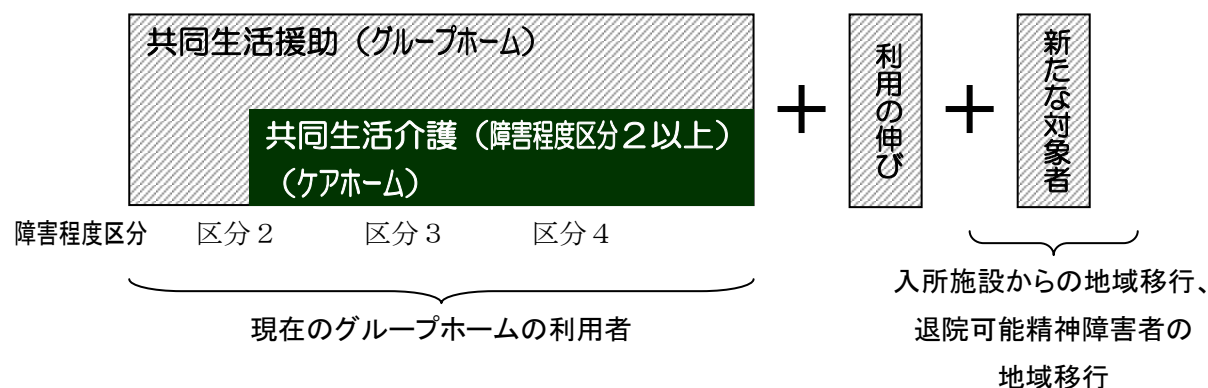 共同生活援助（グループホーム）
共同生活介護（障害程度区分２以上）
（ケアホーム）
＋
利用の伸び
＋
新たな対象者
障害程度区分 区分２ 区分３ 区分４
現在のグループホームの利用者
入所施設からの地域移行、
退院可能精神障害者の
地域移行